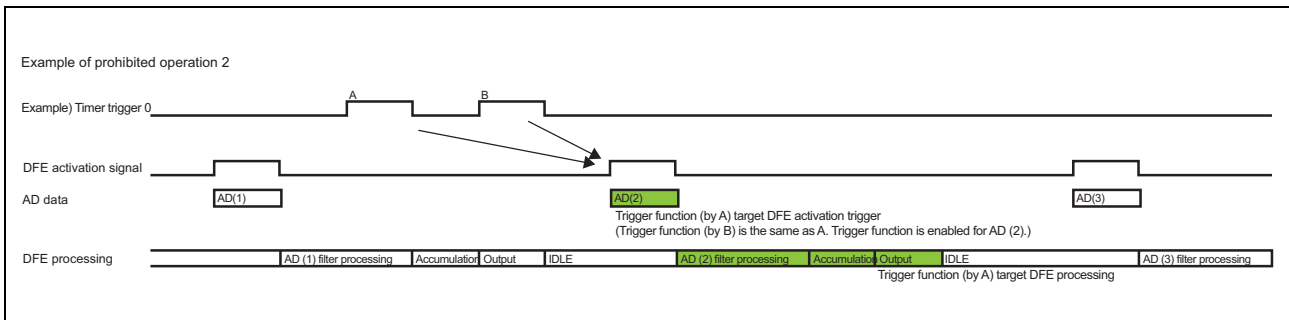 Example of prohibited operation 2
A
B
Example) Timer trigger 0
DFE activation signal
AD data
AD(1)
AD(2)
AD(3)
Trigger function (by A) target DFE activation trigger
(Trigger function (by B) is the same as A. Trigger function is enabled for AD (2).)
DFE processing
AD (1) filter processing
Accumulation
Output
IDLE
AD (2) filter processing
Accumulation
Output
IDLE
AD (3) filter processing
Trigger function (by A) target DFE processing